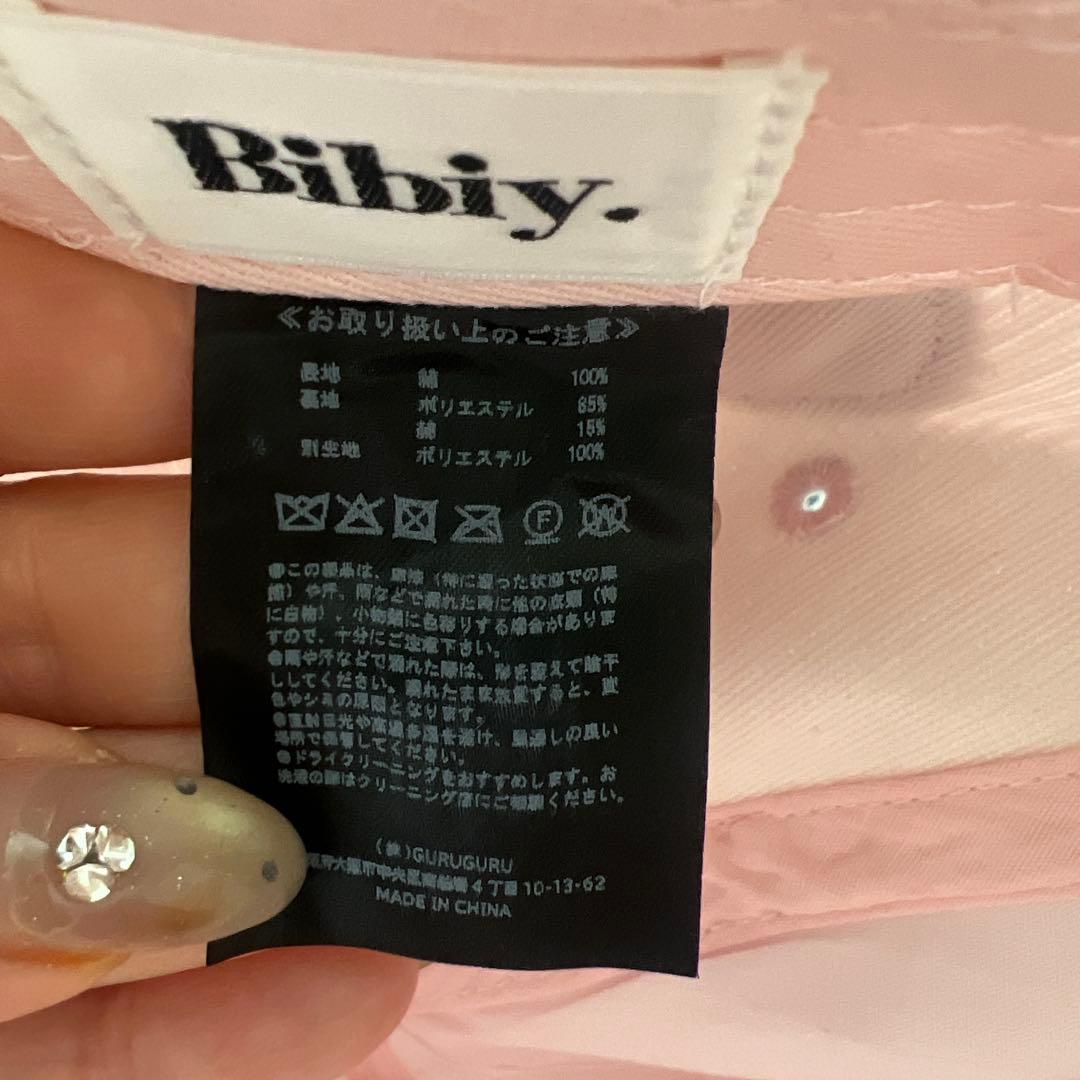 Bibiy.
≪お取り扱い上のご注意≫
表地 綿 100%
裏地 ポリエステル 85%
綿 15%
別生地 ポリエステル 100%
F W
●この商品は、摩擦（特に湿った状態での摩
擦）や汗、雨などで濡れた時に他の衣類（特
に白物）、小物類に色移りする場合がありま
すので、十分にご注意下さい。
●雨や汗などで濡れた際は、形を整えて陰干
ししてください。濡れたまま放置すると、変
色やシミの原因となります。
●直射日光や高温多湿を避け、風通しの良い
場所で保管してください。
●ドライクリーニングをおすすめします。お
洗濯の際はクリーニング店にご相談ください。
（株）GURUGURU
大阪市中央区南船場4丁目10-13-62
MADE IN CHINA